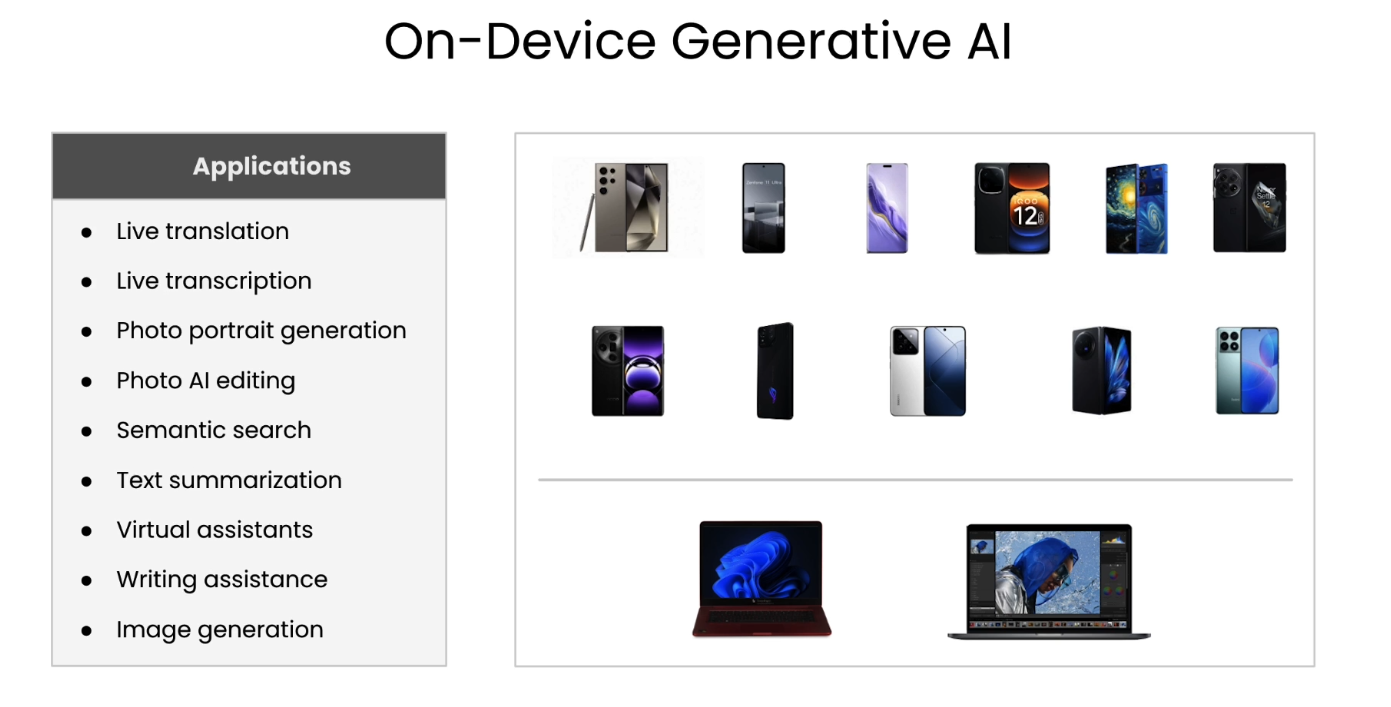 On-Device Generative AI
Applications
● Live translation
● Live transcription
● Photo portrait generation
● Photo AI editing
● Semantic search
● Text summarization
● Virtual assistants
● Writing assistance
● Image generation
12
12